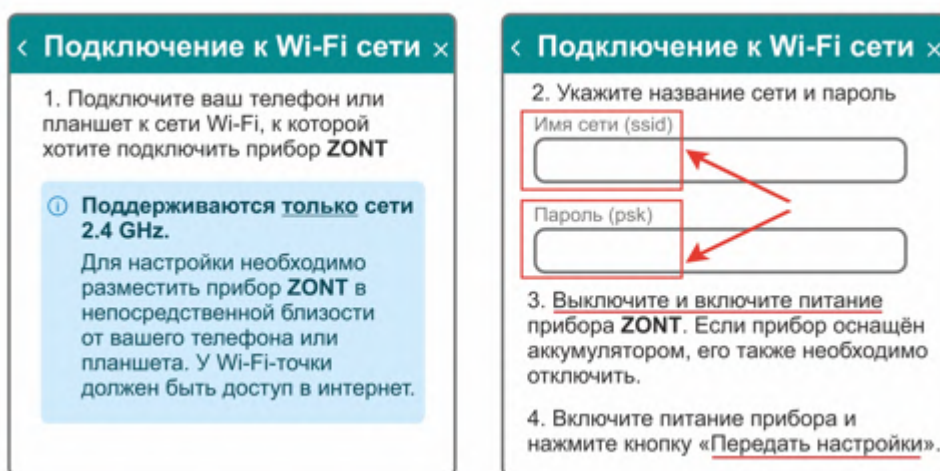 Подключение к Wi-Fi сети
1. Подключите ваш телефон или
планшет к сети Wi-Fi, к которой
хотите подключить прибор ZONT
Поддерживаются только сети
2.4 GHz.
Для настройки необходимо
разместить прибор ZONT в
непосредственной близости
от вашего телефона или
планшета. У Wi-Fi-точки
должен быть доступ в интернет.
Подключение к Wi-Fi сети
2. Укажите название сети и пароль
Имя сети (ssid)
Пароль (psk)
3. Выключите и включите питание
прибора ZONT. Если прибор оснащён
аккумулятором, его также необходимо
отключить.
4. Включите питание прибора и
нажмите кнопку «Передать настройки».